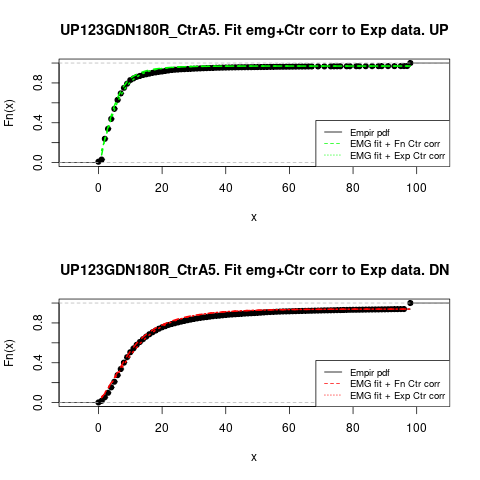 UP123GDN180R_CtrA5. Fit emg+Ctr corr to Exp data. UP
Fn(x)
0.0 0.4 0.8
Empir pdf
EMG fit + Fn Ctr corr
EMG fit + Exp Ctr corr
0 20 40 60 80 100
x
UP123GDN180R_CtrA5. Fit emg+Ctr corr to Exp data. DN
Fn(x)
0.0 0.4 0.8
Empir pdf
EMG fit + Fn Ctr corr
EMG fit + Exp Ctr corr
0 20 40 60 80 100
x